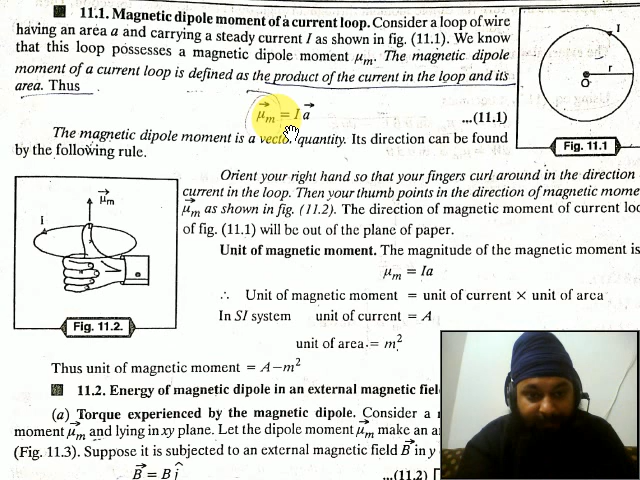 11.1. Magnetic dipole moment of a current loop. Consider a loop of wire
having an area a and carrying a steady current I as shown in fig. (11.1). We know
that this loop possesses a magnetic dipole moment μm. The magnetic dipole
moment of a current loop is defined as the product of the current in the loop and its
area. Thus
μ⃗m = I a⃗ ...(11.1)
The magnetic dipole moment is a vector quantity. Its direction can be found
by the following rule.
I
r
O
Fig. 11.1
Orient your right hand so that your fingers curl around in the direction
current in the loop. Then your thumb points in the direction of magnetic mome
μ⃗m as shown in fig. (11.2). The direction of magnetic moment of current loo
of fig. (11.1) will be out of the plane of paper.
μ⃗m
I
Fig. 11.2.
Unit of magnetic moment. The magnitude of the magnetic moment is
μm = Ia
∴ Unit of magnetic moment = unit of current × unit of area
In SI system unit of current = A
unit of area = m²
Thus unit of magnetic moment = A–m²
11.2. Energy of magnetic dipole in an external magnetic fiel
(a) Torque experienced by the magnetic dipole. Consider a
moment μ⃗m and lying in xy plane. Let the dipole moment μ⃗m make an a
(Fig. 11.3). Suppose it is subjected to an external magnetic field B⃗ in y
B⃗ = B ĵ ...(11.2)